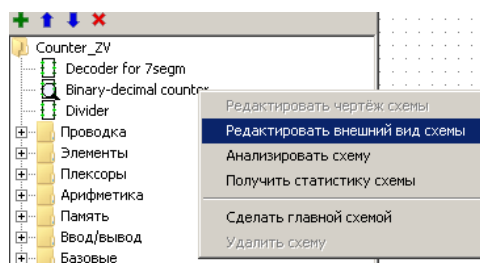 Counter_ZV
Decoder for 7segm
Binary-decimal counter
Divider
Проводка
Элементы
Плексоры
Арифметика
Память
Ввод/вывод
Базовые
Редактировать чертёж схемы
Редактировать внешний вид схемы
Анализировать схему
Получить статистику схемы
Сделать главной схемой
Удалить схему